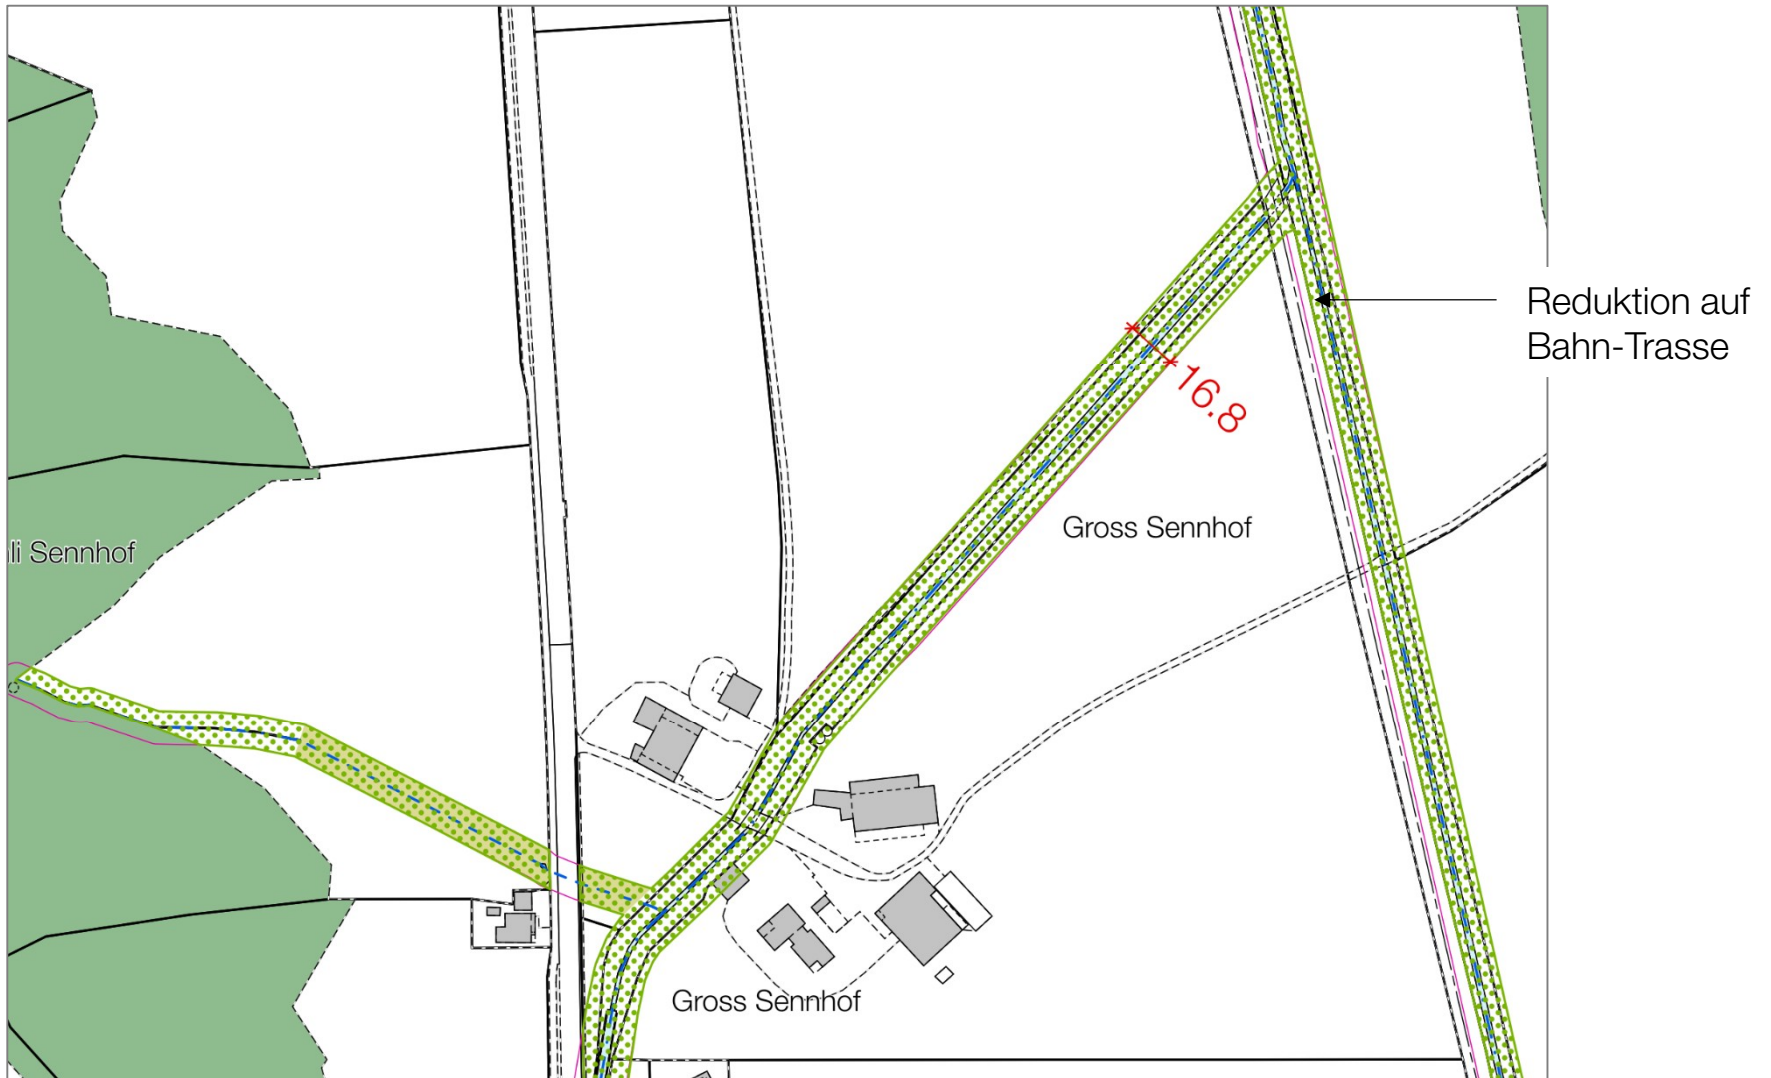 Reduktion auf
Bahn-Trasse
16.8
Gross Sennhof
li Sennhof
Gross Sennhof